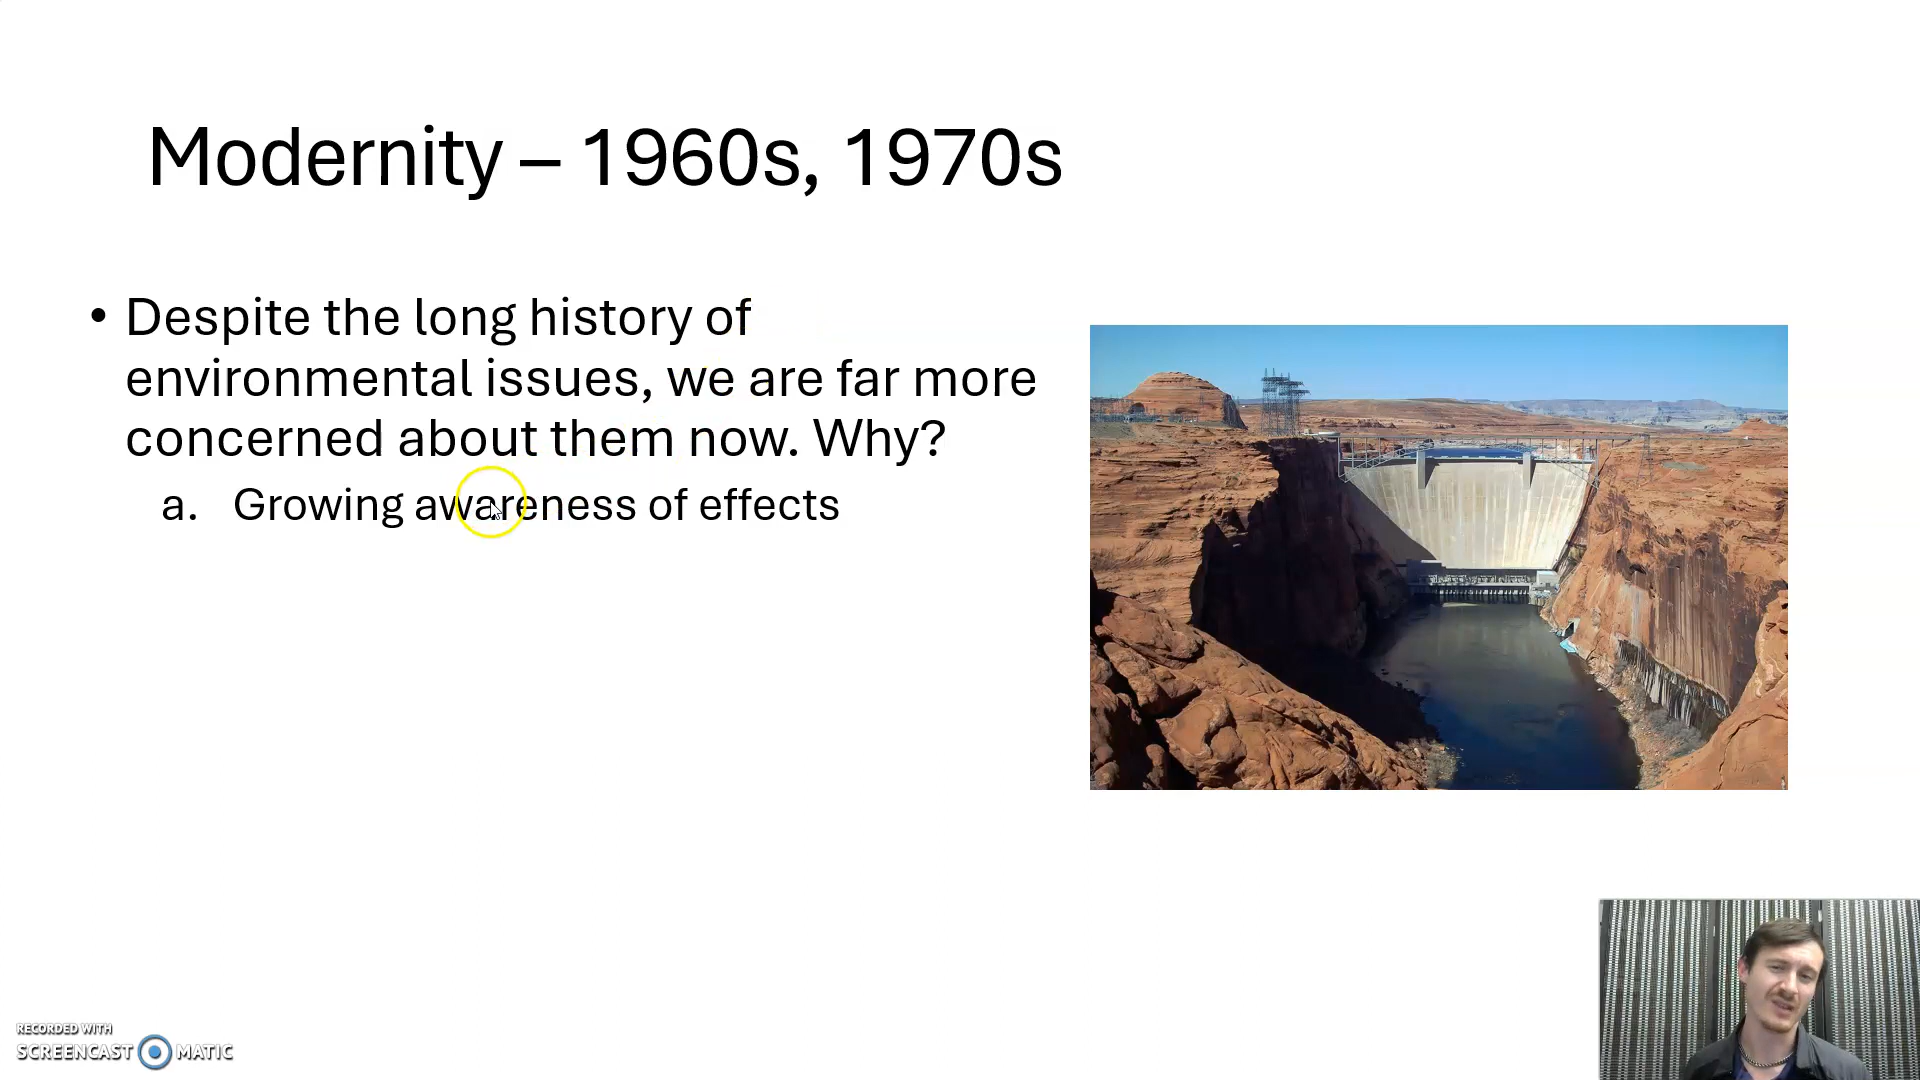 Modernity – 1960s, 1970s
• Despite the long history of
environmental issues, we are far more
concerned about them now. Why?
a. Growing awareness of effects
RECORDED WITH
SCREENCAST MATIC